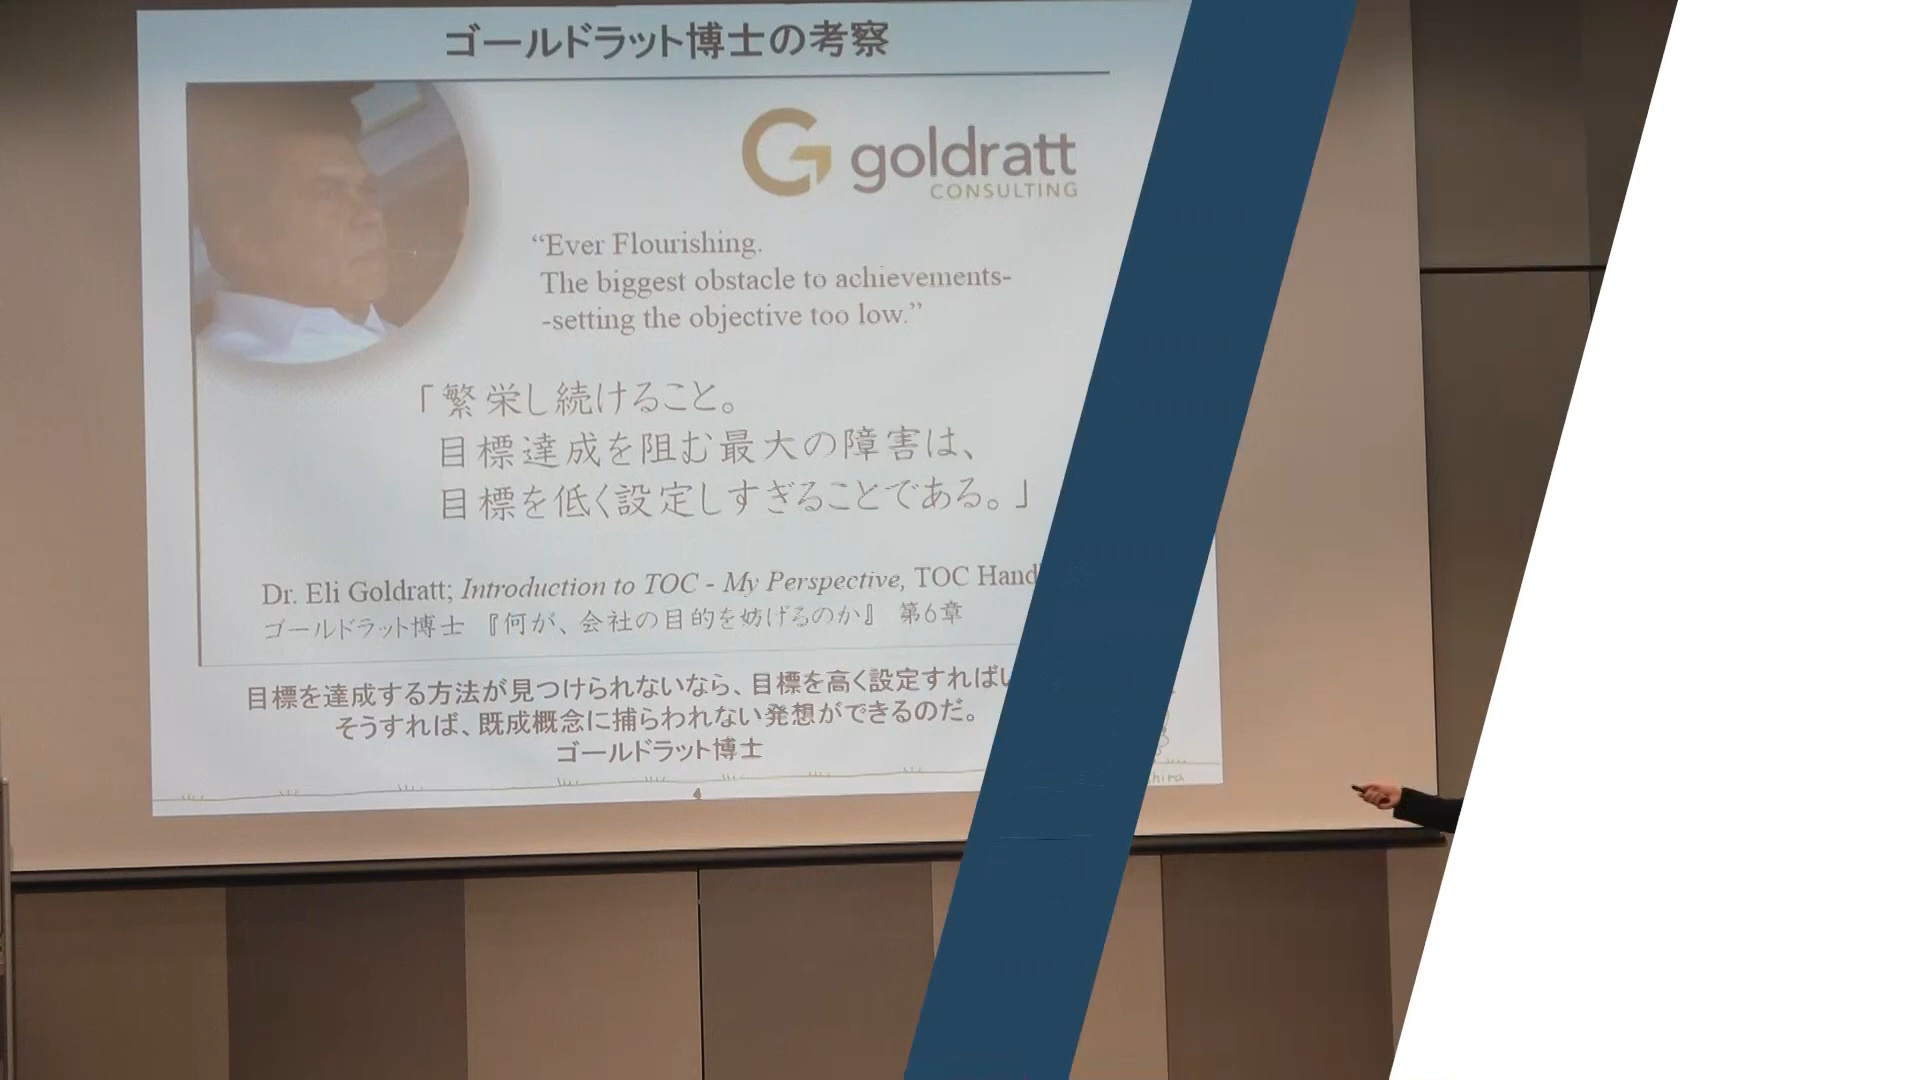 ゴールドラット博士の考察
goldratt
CONSULTING
“Ever Flourishing.
The biggest obstacle to achievements-
-setting the objective too low.”
「繁栄し続けること。
目標達成を阻む最大の障害は、
目標を低く設定しすぎることである。」
Dr. Eli Goldratt; Introduction to TOC - My Perspective, TOC Hand
ゴールドラット博士 『何が、会社の目的を妨げるのか』 第6章
目標を達成する方法が見つけられないなら、目標を高く設定すればい
そうすれば、既成概念に捕らわれない発想ができるのだ。
ゴールドラット博士
4